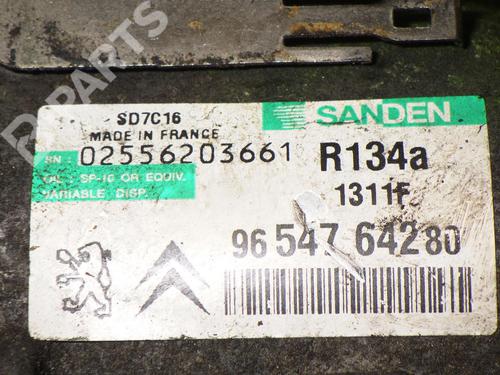 SD7C16
MADE IN FRANCE
SN : 02556203661
OIL : SP-10 OR EQUIV.
VARIABLE DISP.
SANDEN
R134a
1311F
96 547 642 80
B-PARTS